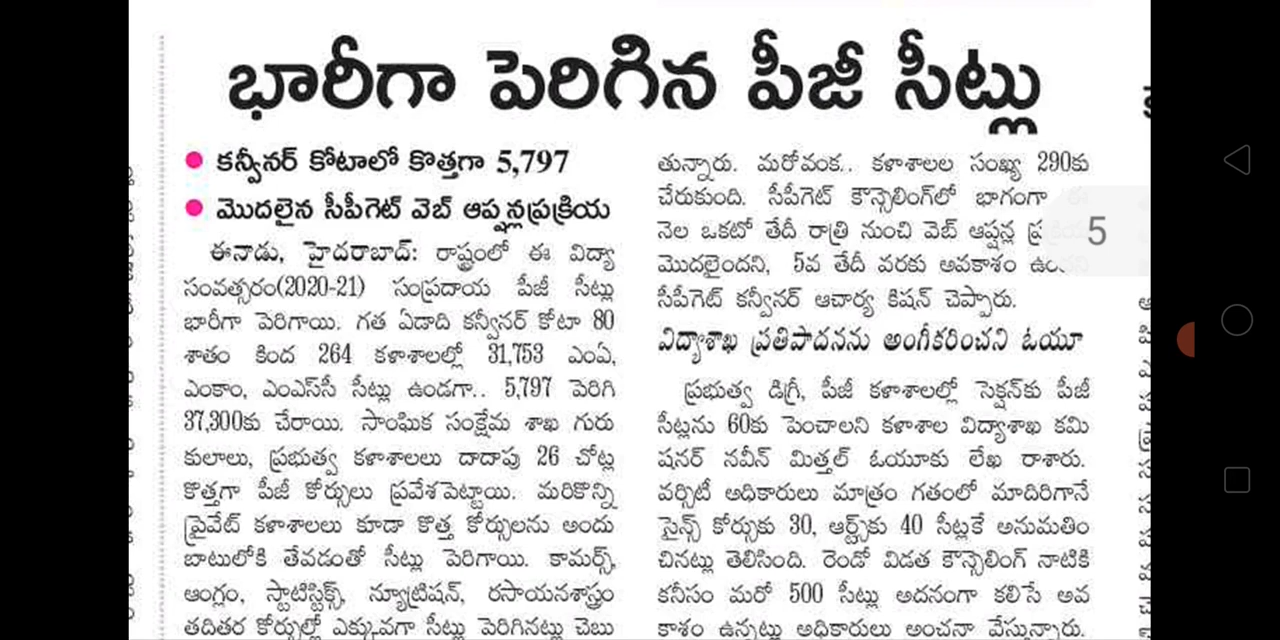 భారీగా పెరిగిన పీజీ సీట్లు
● కన్వీనర్ కోటాలో కొత్తగా 5,797
● మొదలైన సీపీగెట్ వెబ్ ఆప్షన్లప్రక్రియ
ఈనాడు, హైదరాబాద్: రాష్ట్రంలో ఈ విద్యా
సంవత్సరం(2020-21) సంప్రదాయ పీజీ సీట్లు
భారీగా పెరిగాయి. గత ఏడాది కన్వీనర్ కోటా 80
శాతం కింద 264 కళాశాలల్లో 31,753 ఎంఏ,
ఎంకాం, ఎంఎస్‌సీ సీట్లు ఉండగా.. 5,797 పెరిగి
37,300కు చేరాయి. సాంఘిక సంక్షేమ శాఖ గురు
కులాలు, ప్రభుత్వ కళాశాలలు దాదాపు 26 చోట్ల
కొత్తగా పీజీ కోర్సులు ప్రవేశపెట్టాయి. మరికొన్ని
ప్రైవేట్ కళాశాలలు కూడా కొత్త కోర్సులను అందు
బాటులోకి తేవడంతో సీట్లు పెరిగాయి. కామర్స్,
ఆంగ్లం, స్టాటిస్టిక్స్, న్యూట్రిషన్, రసాయనశాస్త్రం
తదితర కోర్సుల్లో ఎక్కువగా సీట్లు పెరిగినట్లు చెబు
తున్నారు. మరోవంక.. కళాశాలల సంఖ్య 290కు
చేరుకుంది. సీపీగెట్ కౌన్సెలింగ్‌లో భాగంగా ఈ
నెల ఒకటో తేదీ రాత్రి నుంచి వెబ్ ఆప్షన్ల ప్రక్రియ
మొదలైందని, 5వ తేదీ వరకు అవకాశం ఉందని
సీపీగెట్ కన్వీనర్ ఆచార్య కిషన్ చెప్పారు.
విద్యాశాఖ ప్రతిపాదనను అంగీకరించని ఓయూ
ప్రభుత్వ డిగ్రీ, పీజీ కళాశాలల్లో సెక్షన్‌కు పీజీ
సీట్లను 60కు పెంచాలని కళాశాల విద్యాశాఖ కమి
షనర్ నవీన్ మిత్తల్ ఓయూకు లేఖ రాశారు.
వర్సిటీ అధికారులు మాత్రం గతంలో మాదిరిగానే
సైన్స్ కోర్సుకు 30, ఆర్ట్స్‌కు 40 సీట్లకే అనుమతిం
చినట్లు తెలిసింది. రెండో విడత కౌన్సెలింగ్ నాటికి
కనీసం మరో 500 సీట్లు అదనంగా కలిసే అవ
కాశం ఉన్నట్లు అధికారులు అంచనా వేస్తున్నారు.
5